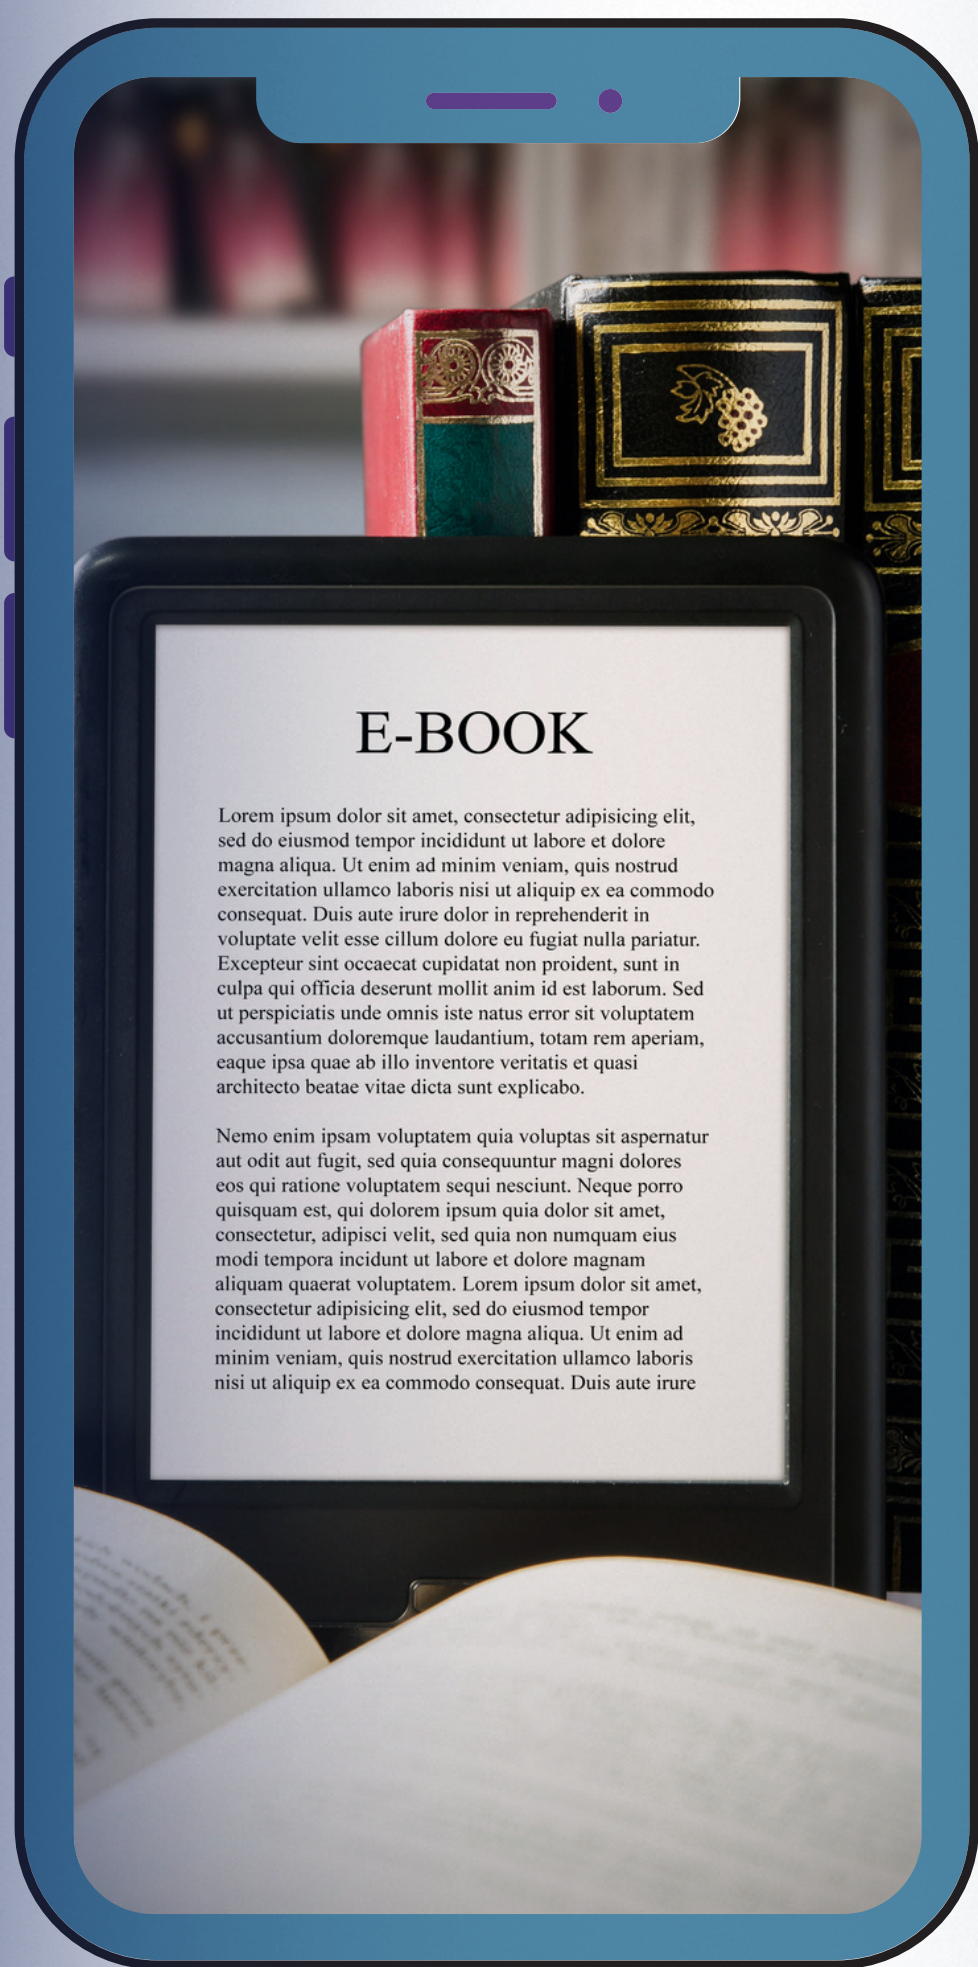 E-BOOK
Lorem ipsum dolor sit amet, consectetur adipisicing elit,
sed do eiusmod tempor incididunt ut labore et dolore
magna aliqua. Ut enim ad minim veniam, quis nostrud
exercitation ullamco laboris nisi ut aliquip ex ea commodo
consequat. Duis aute irure dolor in reprehenderit in
voluptate velit esse cillum dolore eu fugiat nulla pariatur.
Excepteur sint occaecat cupidatat non proident, sunt in
culpa qui officia deserunt mollit anim id est laborum. Sed
ut perspiciatis unde omnis iste natus error sit voluptatem
accusantium doloremque laudantium, totam rem aperiam,
eaque ipsa quae ab illo inventore veritatis et quasi
architecto beatae vitae dicta sunt explicabo.
Nemo enim ipsam voluptatem quia voluptas sit aspernatur
aut odit aut fugit, sed quia consequuntur magni dolores
eos qui ratione voluptatem sequi nesciunt. Neque porro
quisquam est, qui dolorem ipsum quia dolor sit amet,
consectetur, adipisci velit, sed quia non numquam eius
modi tempora incidunt ut labore et dolore magnam
aliquam quaerat voluptatem. Lorem ipsum dolor sit amet,
consectetur adipisicing elit, sed do eiusmod tempor
incididunt ut labore et dolore magna aliqua. Ut enim ad
minim veniam, quis nostrud exercitation ullamco laboris
nisi ut aliquip ex ea commodo consequat. Duis aute irure